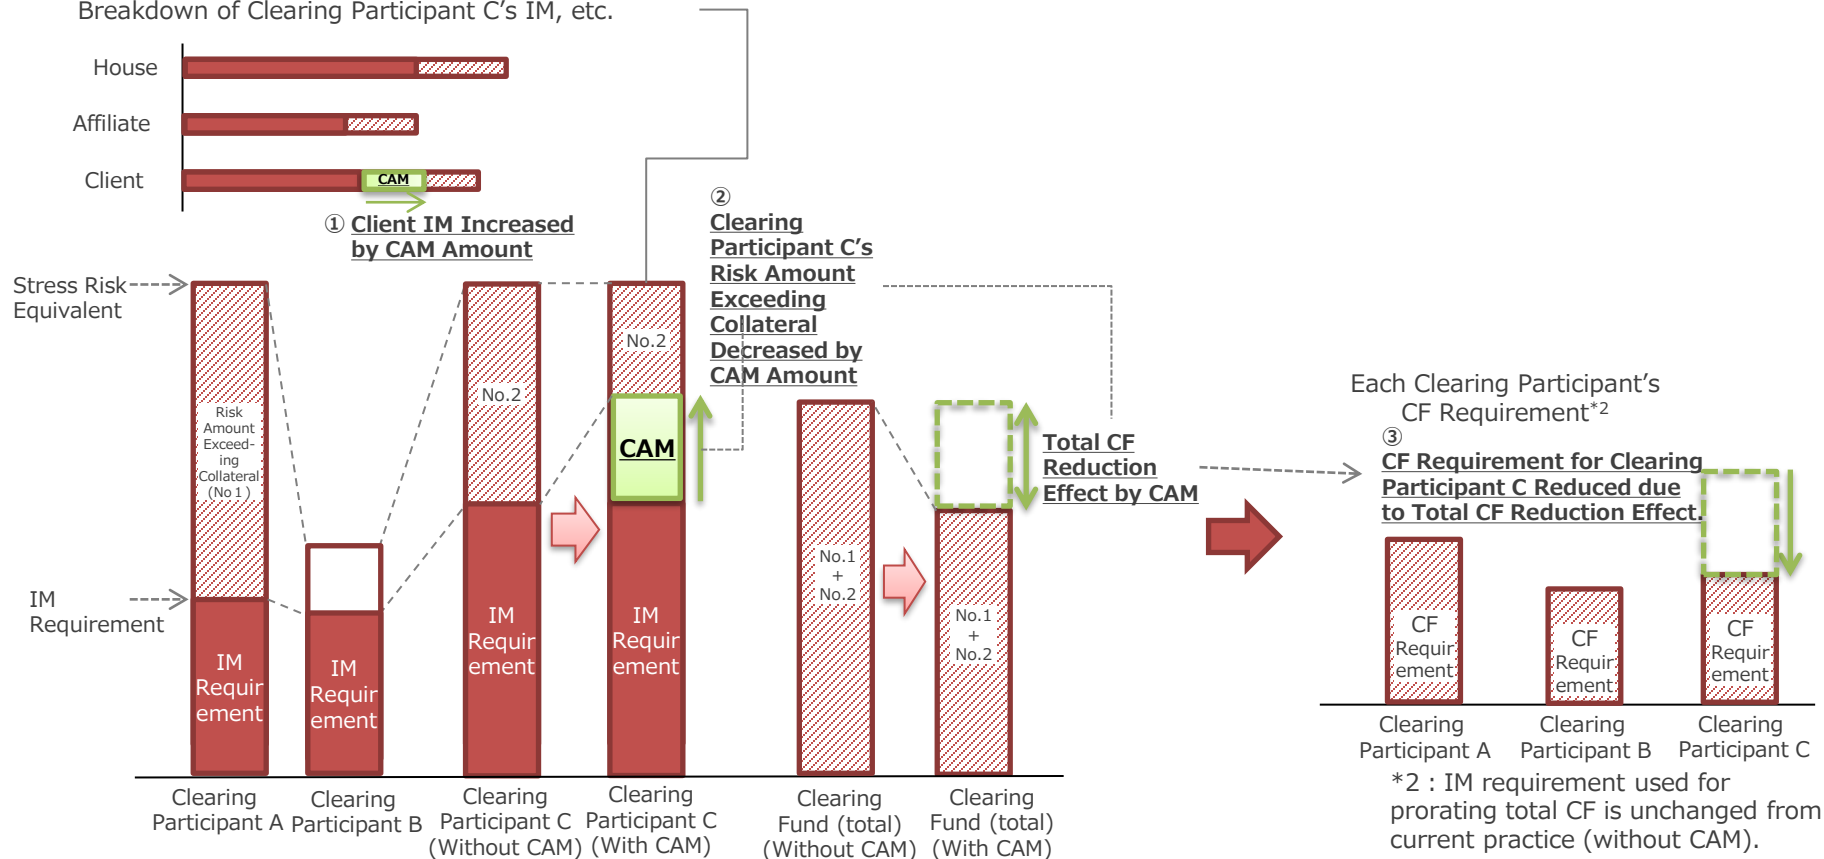 Breakdown of Clearing Participant C's IM, etc.
House
Affiliate
Client
CAM
① Client IM Increased
by CAM Amount
②
Clearing
Participant C's
Risk Amount
Exceeding
Collateral
Decreased by
CAM Amount
Stress Risk
Equivalent
IM
Requirement
Risk
Amount
Exceed-
ing
Collateral
(No 1)
IM
Requir
ement
IM
Requir
ement
No.2
IM
Requir
ement
No.2
CAM
IM
Requir
ement
No.1
+
No.2
No.1
+
No.2
Total CF
Reduction
Effect by CAM
Clearing
Participant A
Clearing
Participant B
Clearing
Participant C
(Without CAM)
Clearing
Participant C
(With CAM)
Clearing
Fund (total)
(Without CAM)
Clearing
Fund (total)
(With CAM)
Each Clearing Participant's
CF Requirement*2
③
CF Requirement for Clearing
Participant C Reduced due
to Total CF Reduction Effect.
CF
Requir
ement
CF
Requir
ement
CF
Requir
ement
Clearing
Participant A
Clearing
Participant B
Clearing
Participant C
*2 : IM requirement used for
prorating total CF is unchanged from
current practice (without CAM).